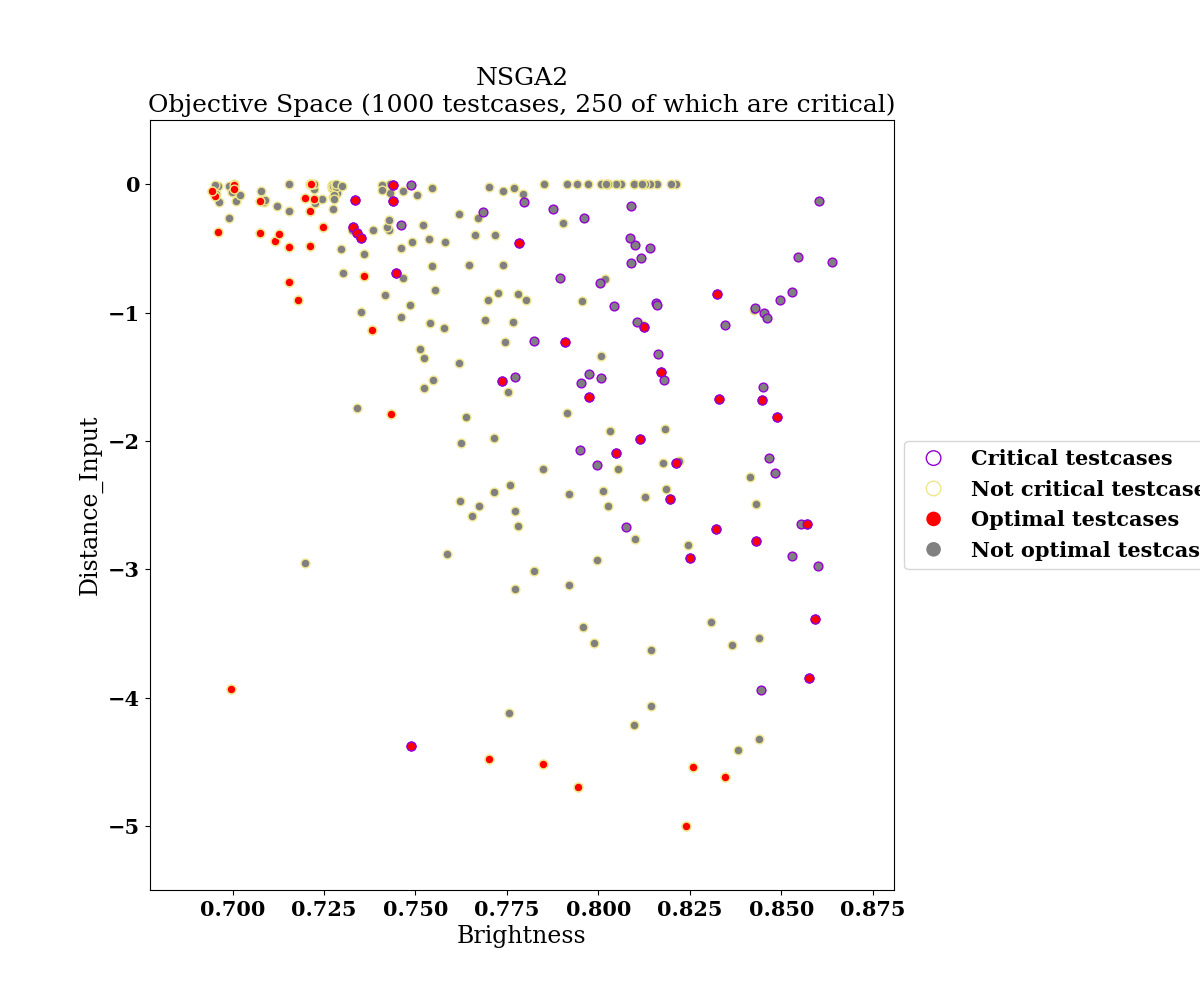 NSGA2
Objective Space (1000 testcases, 250 of which are critical)
0
−1
−2
−3
−4
−5
Distance_Input
0.700 0.725 0.750 0.775 0.800 0.825 0.850 0.875
Brightness
Critical testcases
Not critical testcase
Optimal testcases
Not optimal testcas